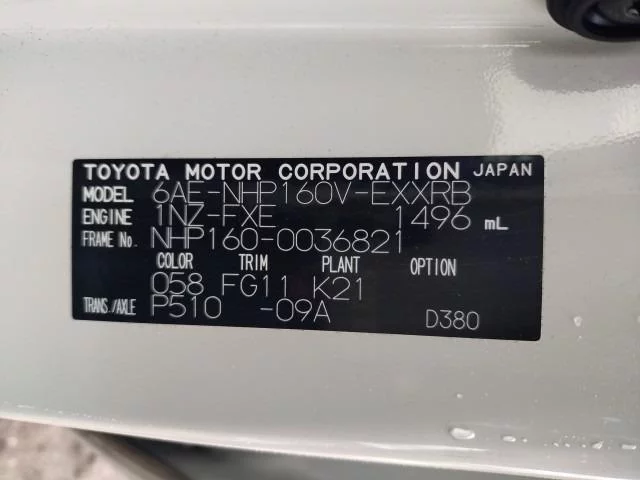 TOYOTA MOTOR CORPORATION JAPAN
MODEL 6AE-NHP160V-EXXRB
ENGINE 1NZ-FXE 1496 mL
FRAME No. NHP160-0036821
COLOR TRIM PLANT OPTION
058 FG11 K21
TRANS./AXLE P510 -09A D380